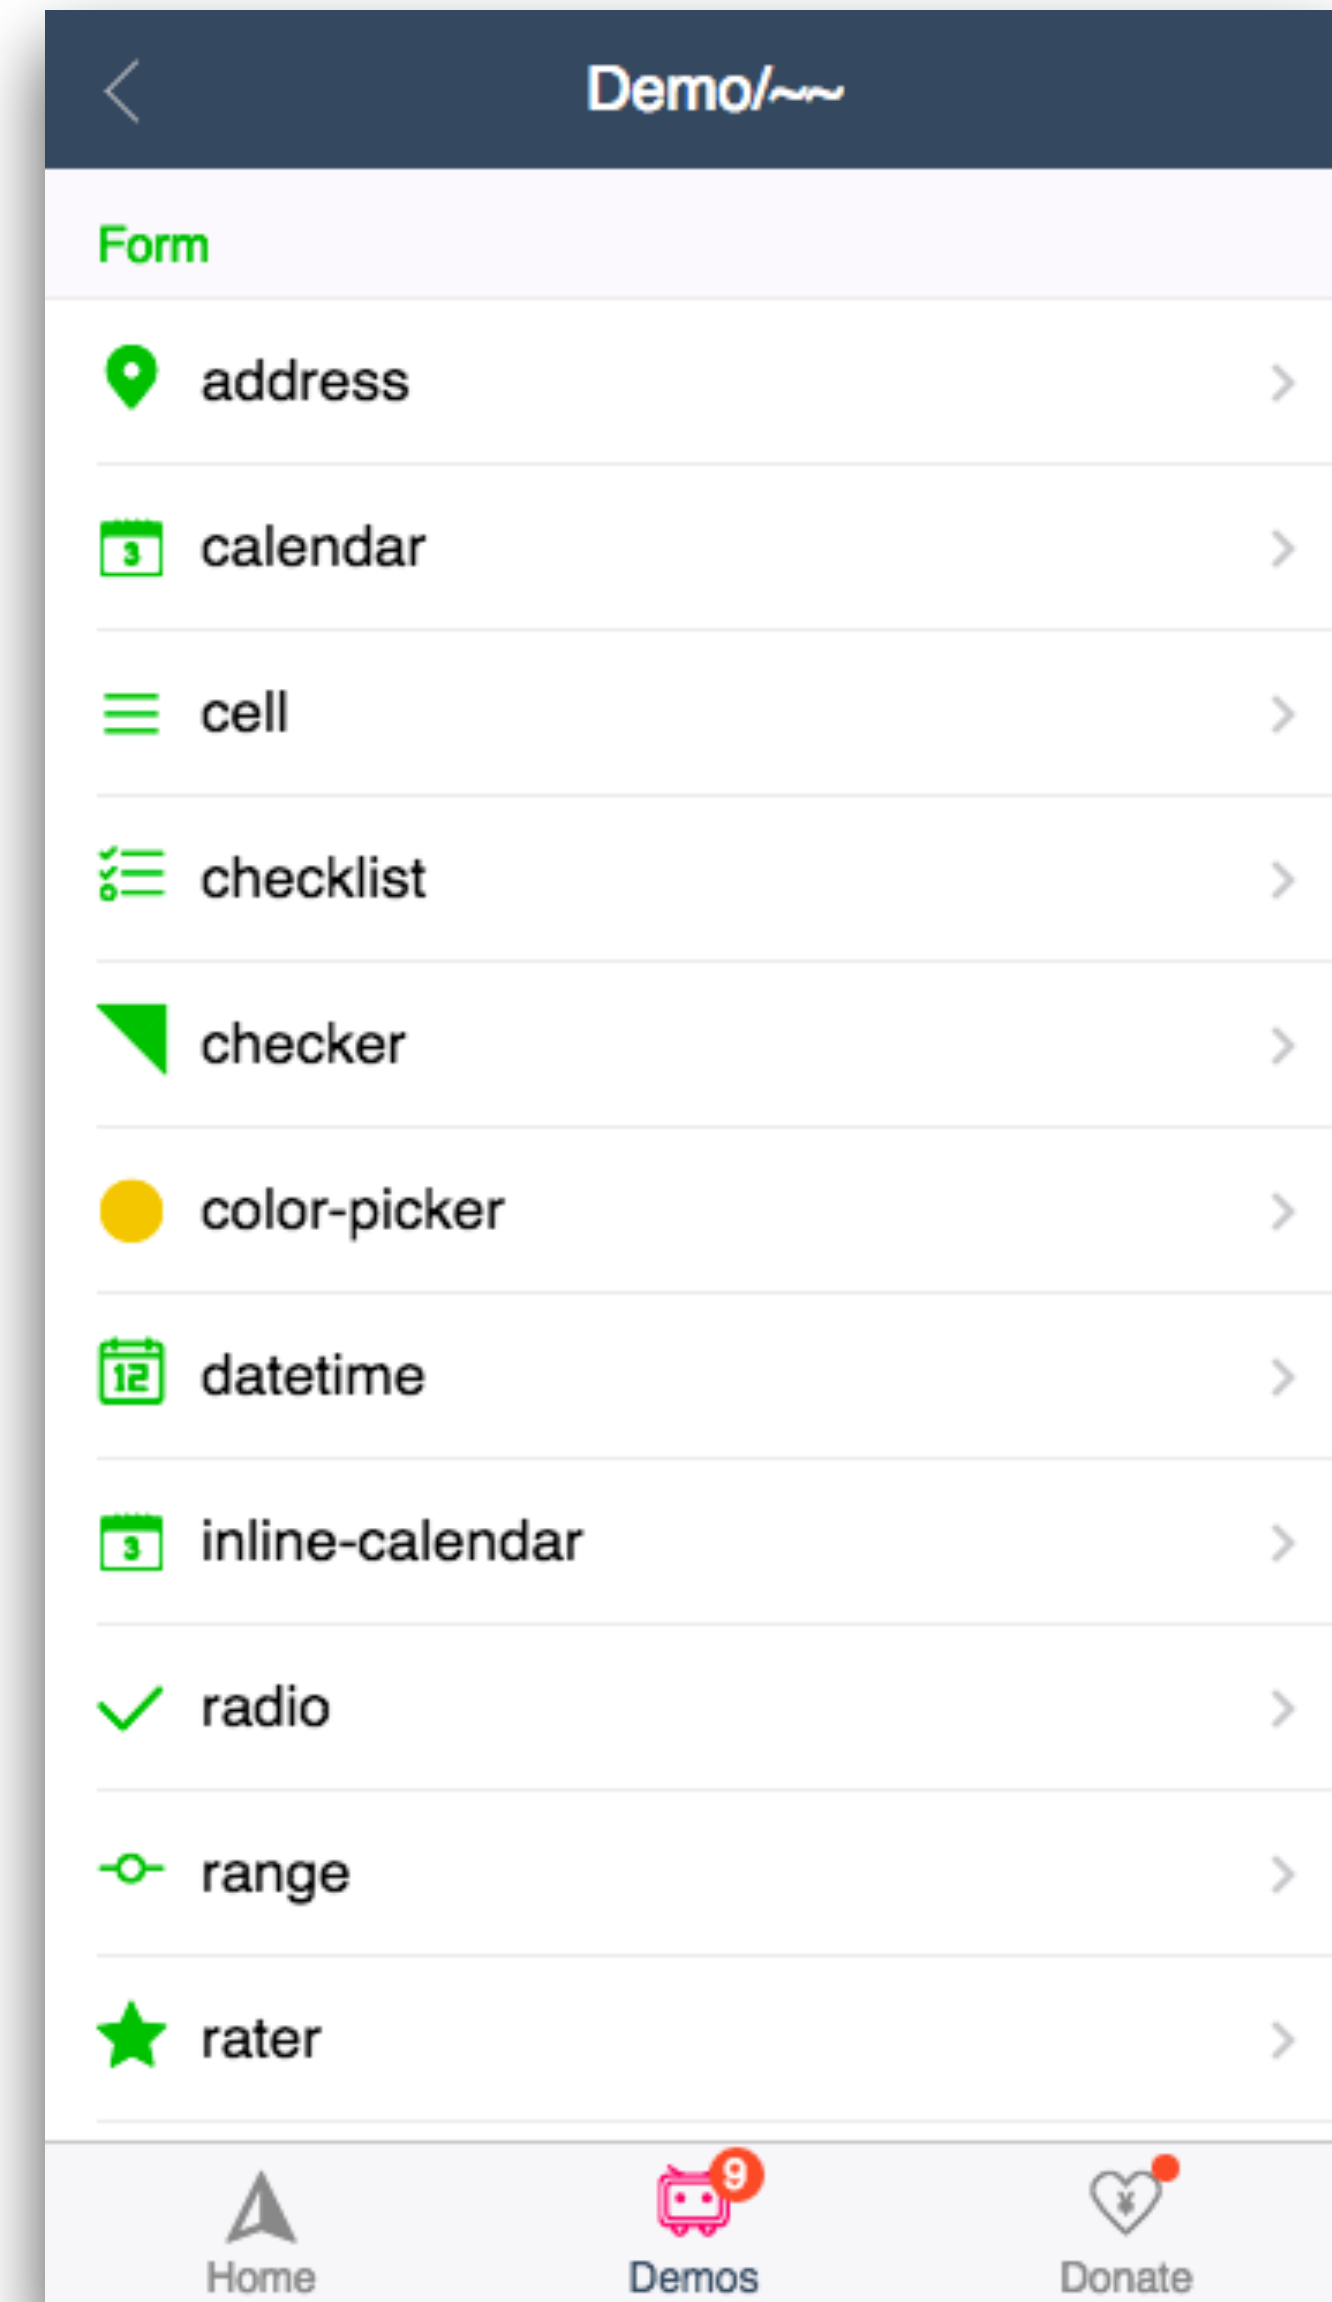 Demo/~~
Form
address
3
calendar
cell
checklist
checker
color-picker
12
datetime
3
inline-calendar
radio
range
rater
9
¥
Home
Demos
Donate